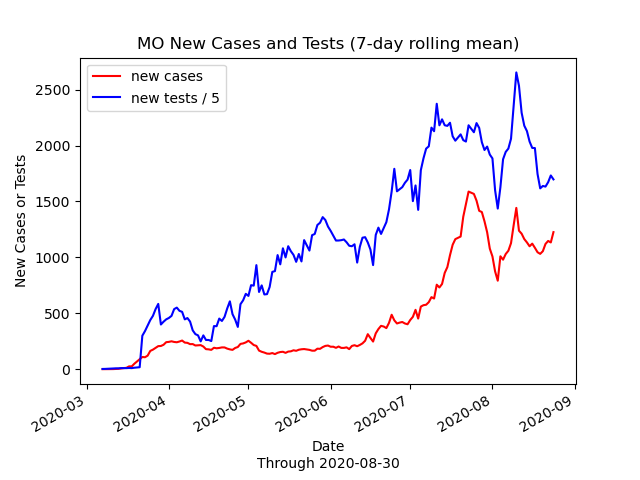 MO New Cases and Tests (7-day rolling mean)
new cases
new tests / 5
New Cases or Tests
2500
2000
1500
1000
500
0
2020-03
2020-04
2020-05
2020-06
2020-07
2020-08
2020-09
Date
Through 2020-08-30